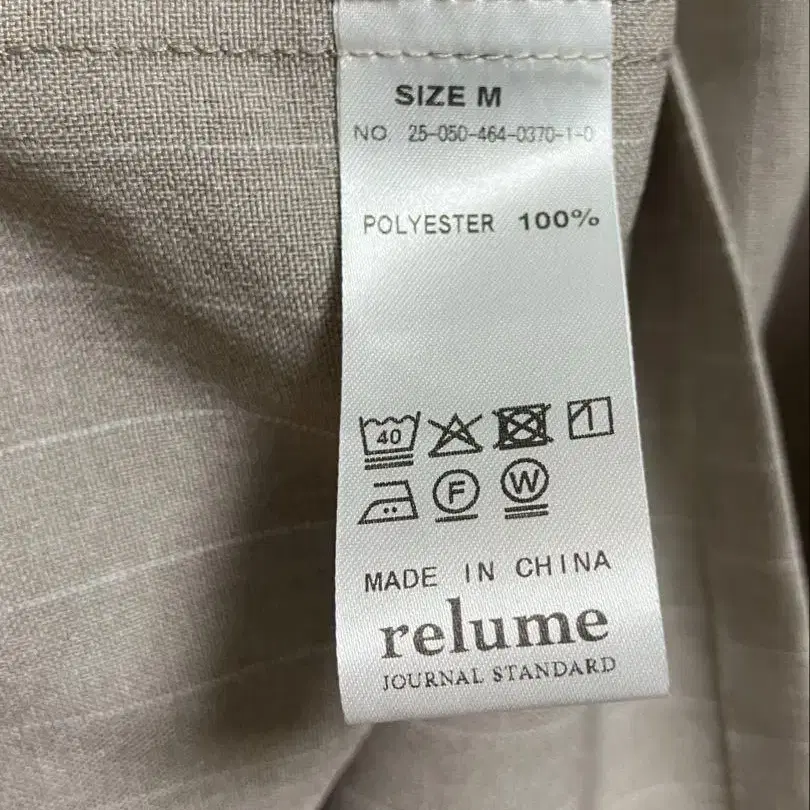 SIZE M
NO 25-050-464-0370-1-0
POLYESTER 100%
40
F W
MADE IN CHINA
relume
JOURNAL STANDARD